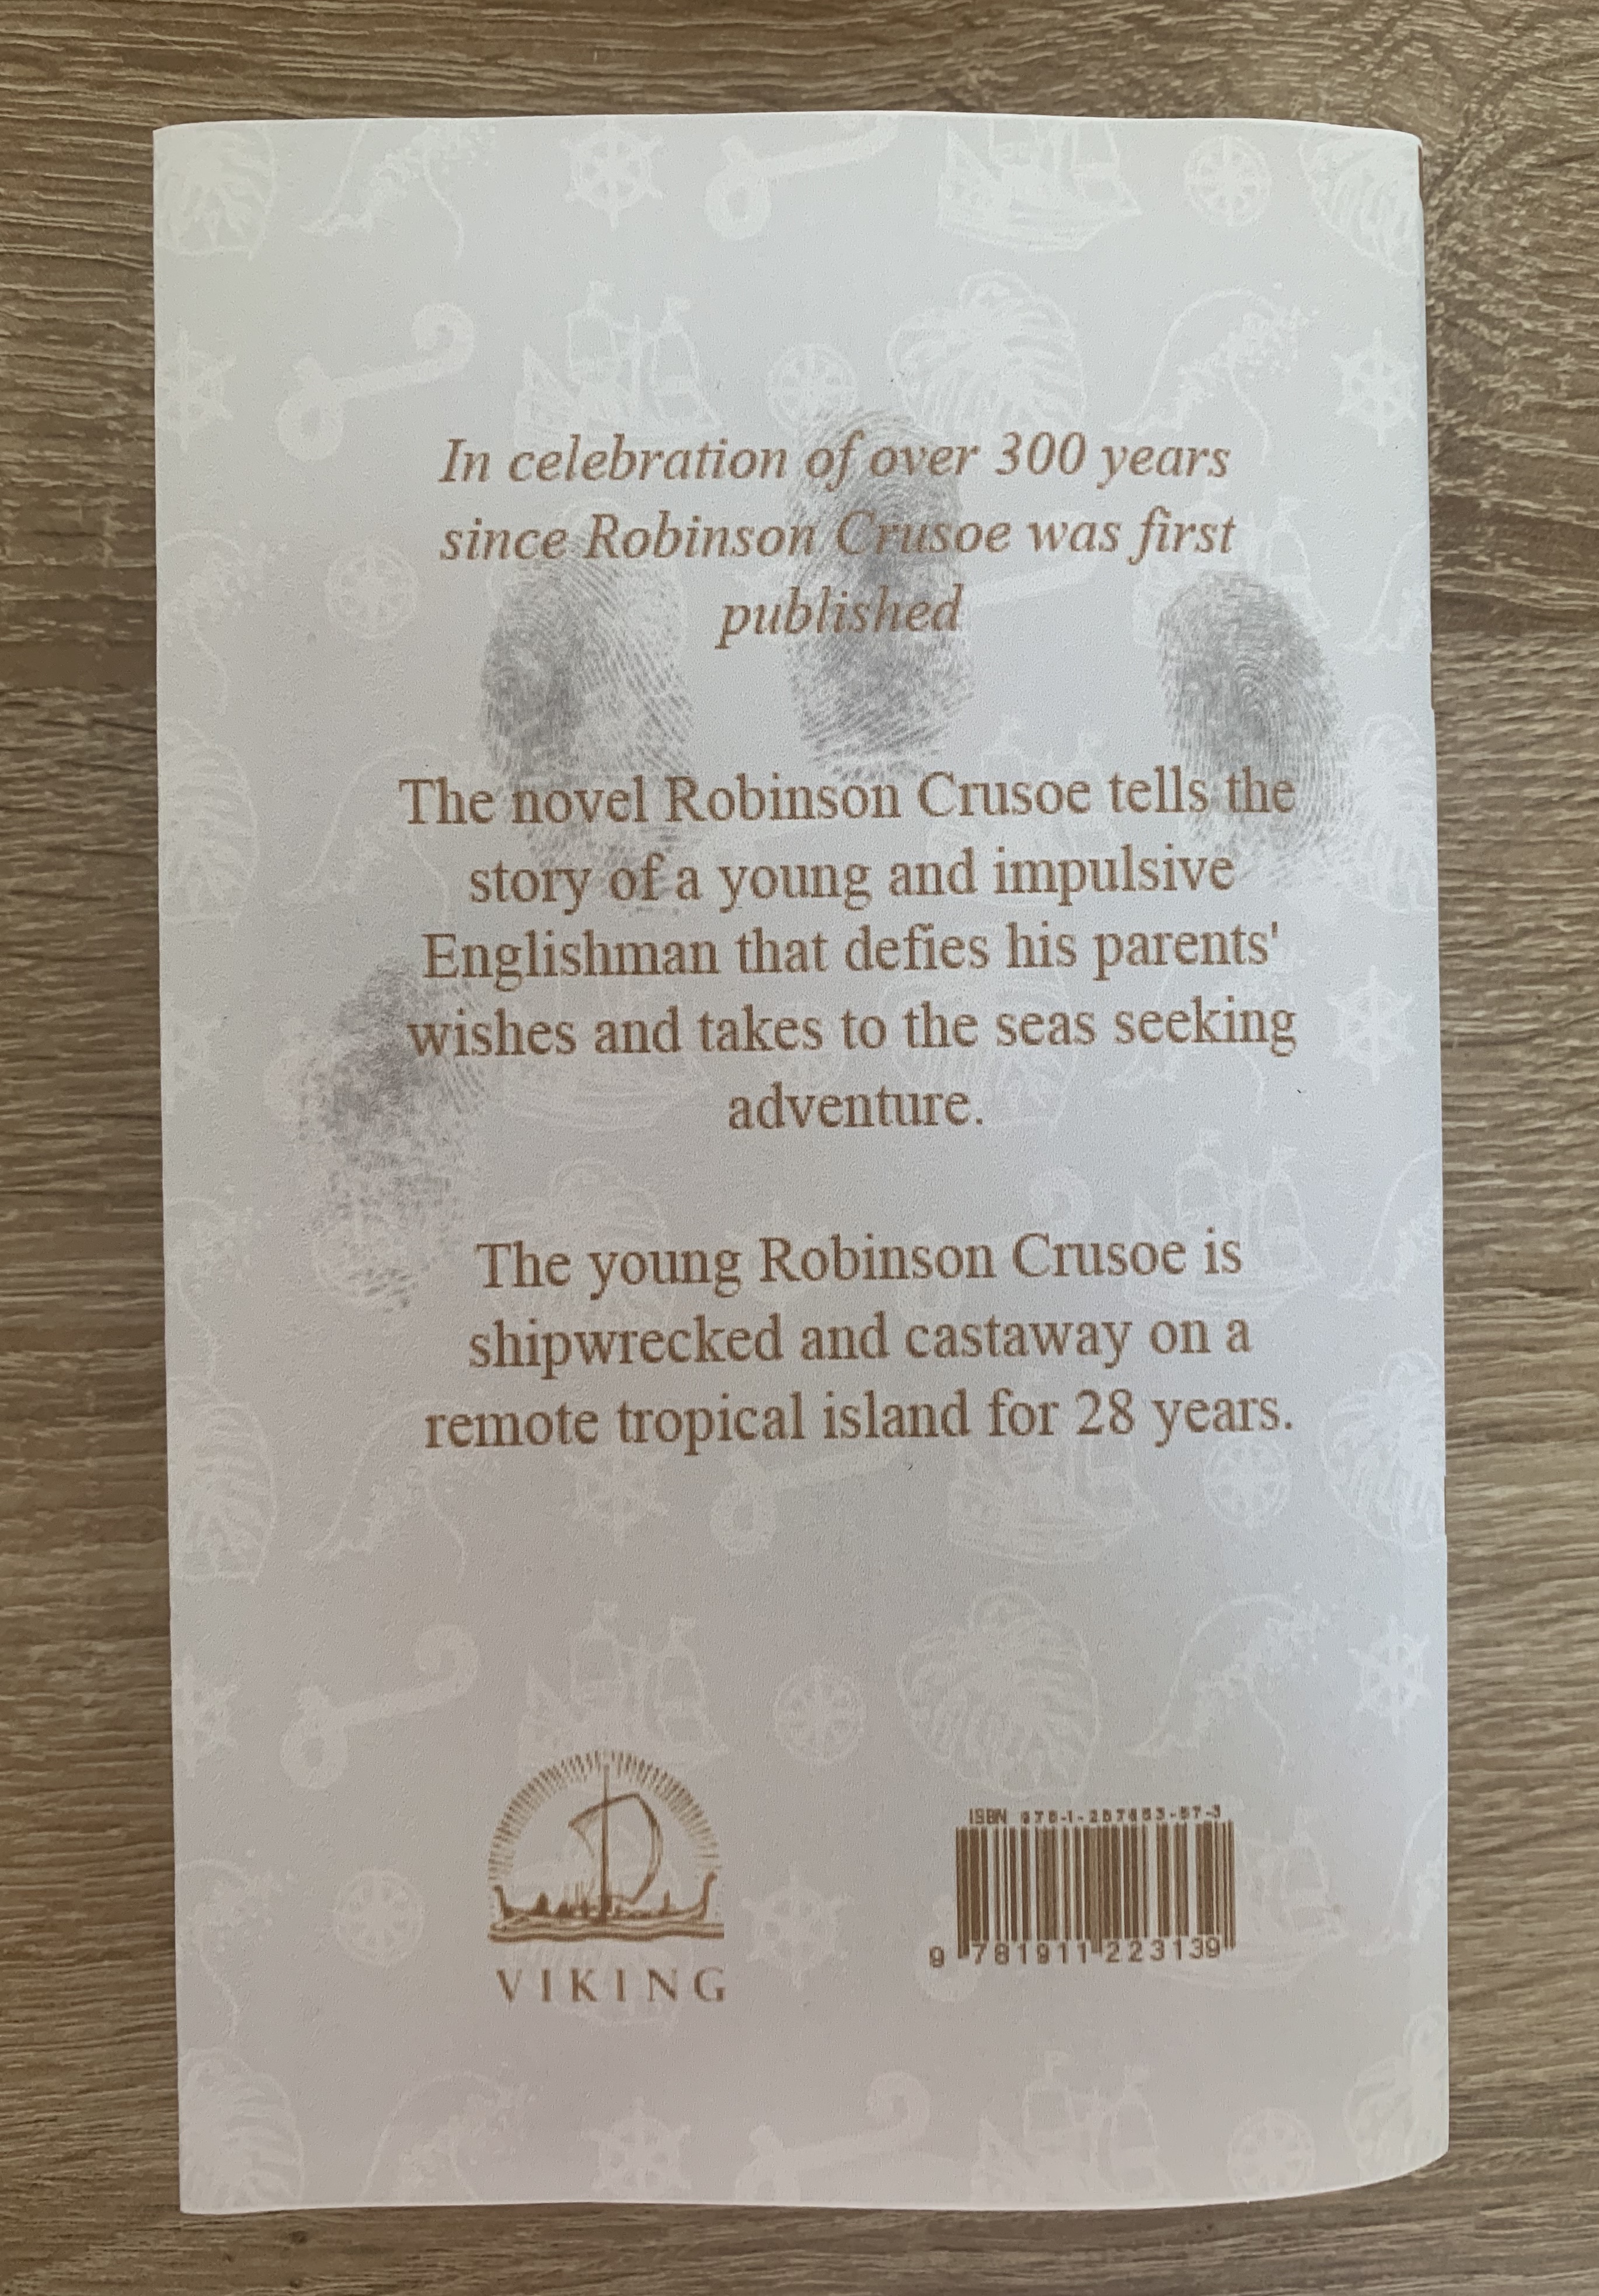 In celebration of over 300 years
since Robinson Crusoe was first
published
The novel Robinson Crusoe tells the
story of a young and impulsive
Englishman that defies his parents'
wishes and takes to the seas seeking
adventure.
The young Robinson Crusoe is
shipwrecked and castaway on a
remote tropical island for 28 years.
VIKING
ISBN
9 781911 223139